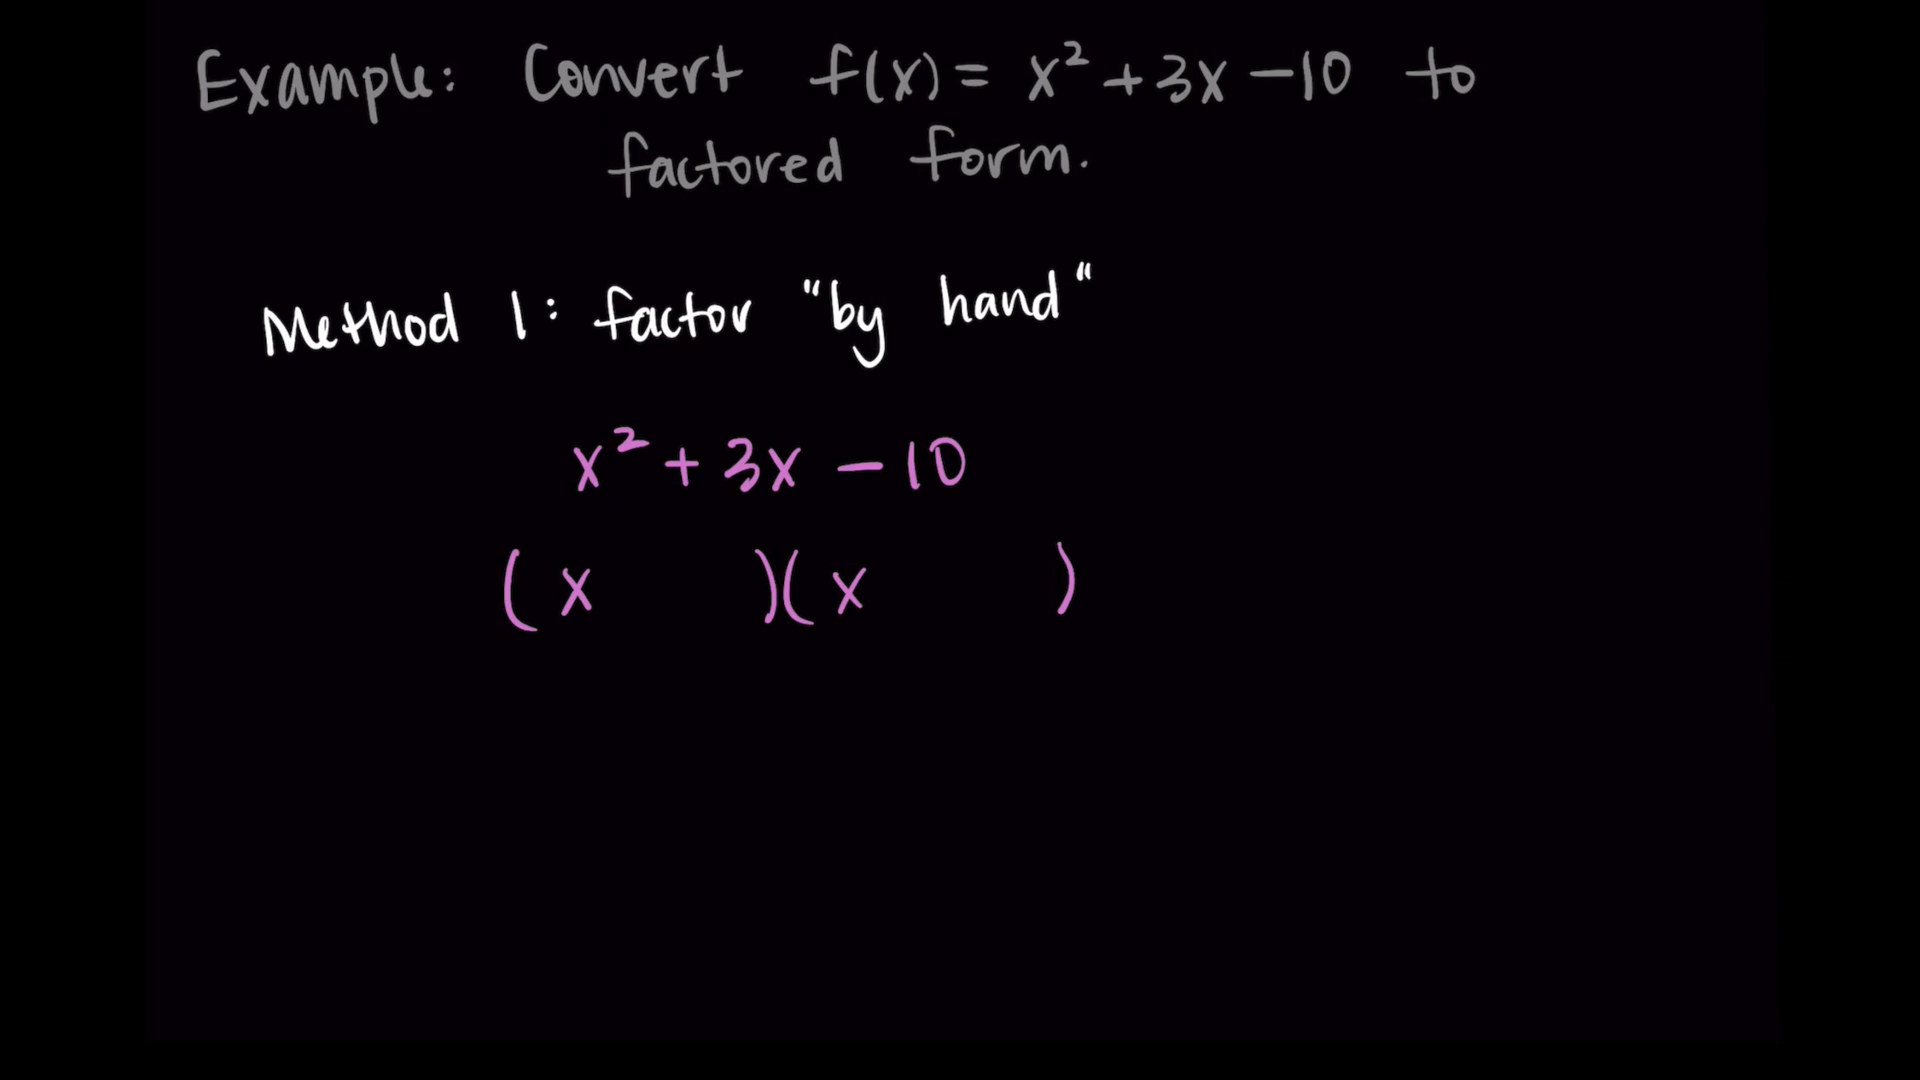 Example: Convert f(x) = x² + 3x - 10 to
factored form.
Method 1: factor "by hand"
x² + 3x - 10
(x )(x )